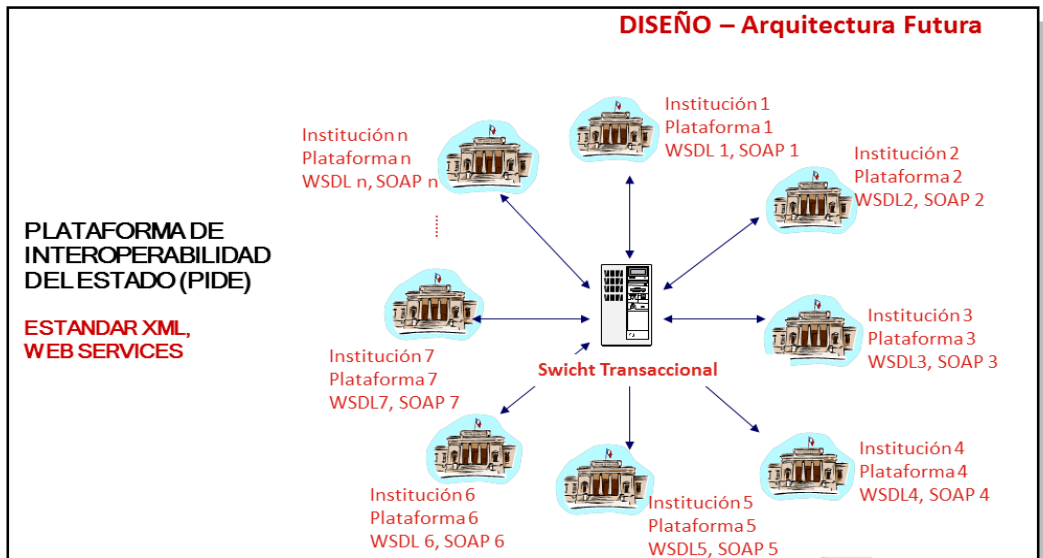 DISEÑO – Arquitectura Futura
Institución 1
Plataforma 1
WSDL 1, SOAP 1
Institución n
Plataforma n
WSDL n, SOAP n
Institución 2
Plataforma 2
WSDL2, SOAP 2
PLATAFORMA DE
INTEROPERABILIDAD
DEL ESTADO (PIDE)
ESTANDAR XML,
WEB SERVICES
Institución 3
Plataforma 3
WSDL3, SOAP 3
Institución 7
Plataforma 7
WSDL7, SOAP 7
Swicht Transaccional
Institución 4
Plataforma 4
WSDL4, SOAP 4
Institución 6
Plataforma 6
WSDL 6, SOAP 6
Institución 5
Plataforma 5
WSDL5, SOAP 5